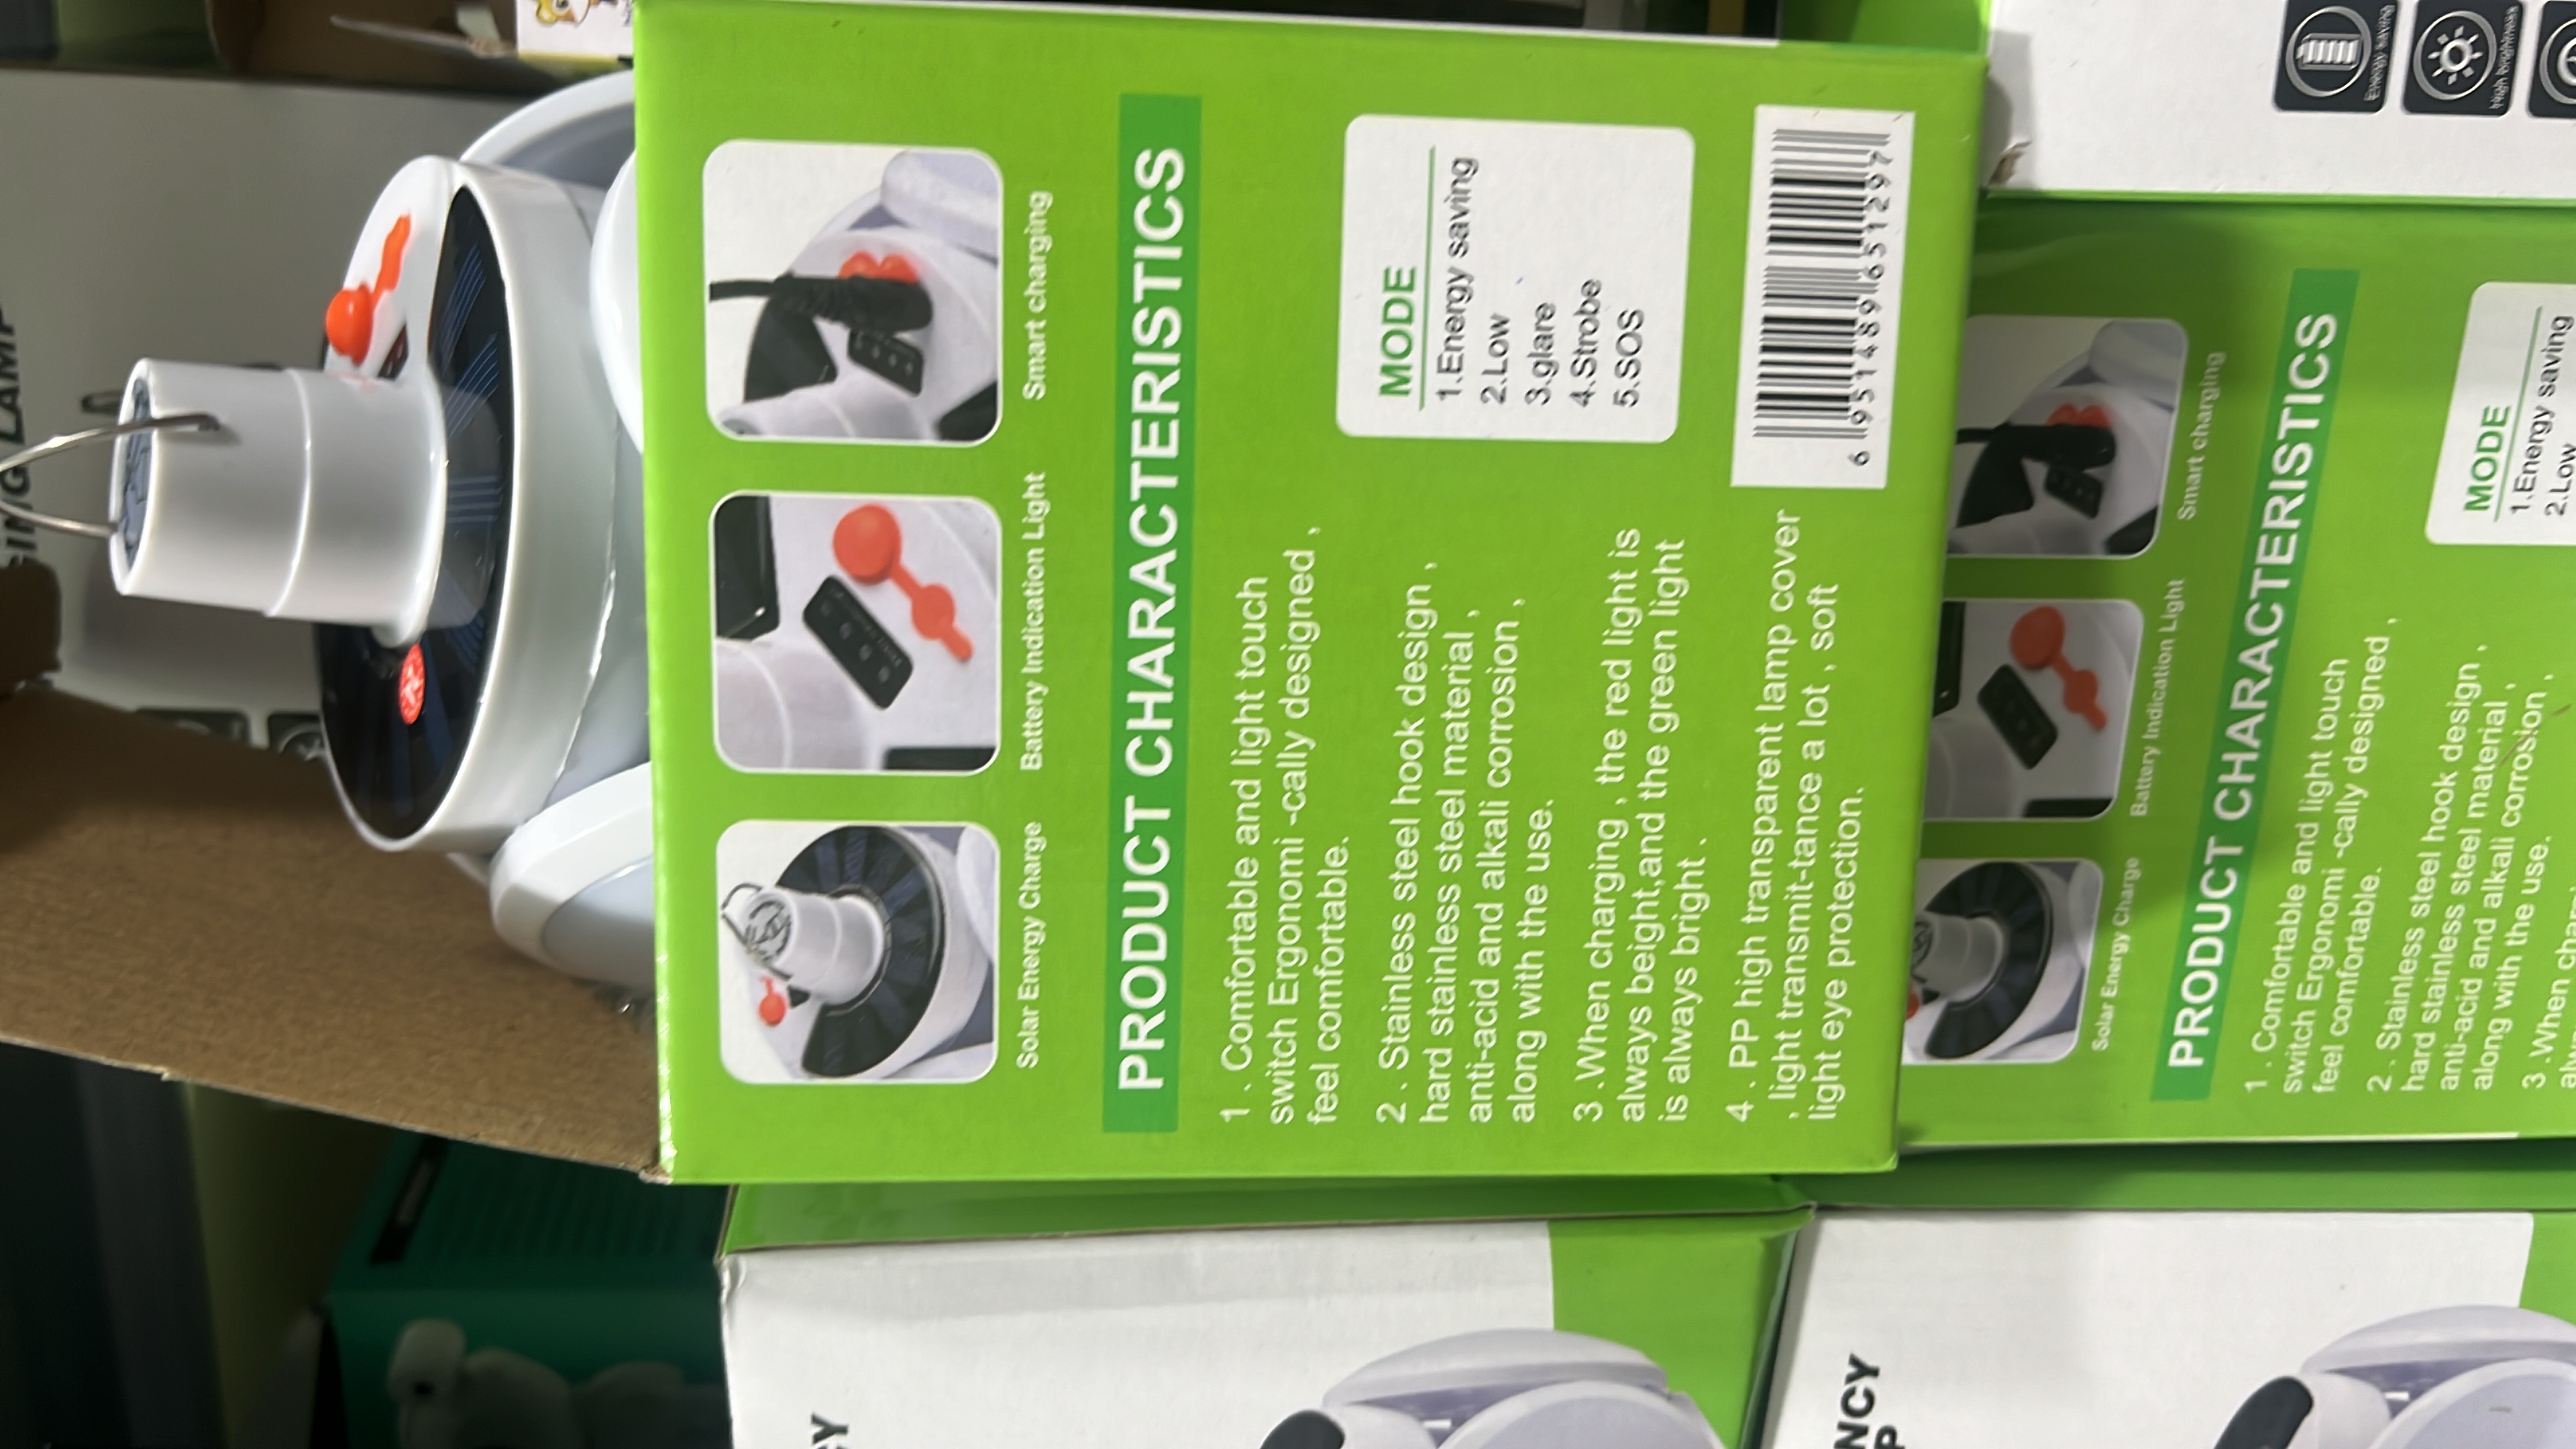 Solar Energy Charge
Battery Indication Light
Smart charging
PRODUCT CHARACTERISTICS
1 . Comfortable and light touch
switch Ergonomi -cally designed ,
feel comfortable.
2 . Stainless steel hook design ,
hard stainless steel material ,
anti-acid and alkali corrosion ,
along with the use.
3 .When charging , the red light is
always beight,and the green light
is always bright .
4 . PP high transparent lamp cover
, light transmit-tance a lot , soft
light eye protection.
MODE
1.Energy saving
2.Low
3.glare
4.Strobe
5.SOS
6 951489 651297
Solar Energy Charge
Battery Indication Light
Smart charging
PRODUCT CHARACTERISTICS
1 . Comfortable and light touch
switch Ergonomi -cally designed ,
feel comfortable.
2 . Stainless steel hook design ,
hard stainless steel material ,
anti-acid and alkali corrosion ,
along with the use.
3 .When
MODE
1.Energy saving
2.Low
Energy saving
High brightness
LAMP
NCY
P
CY